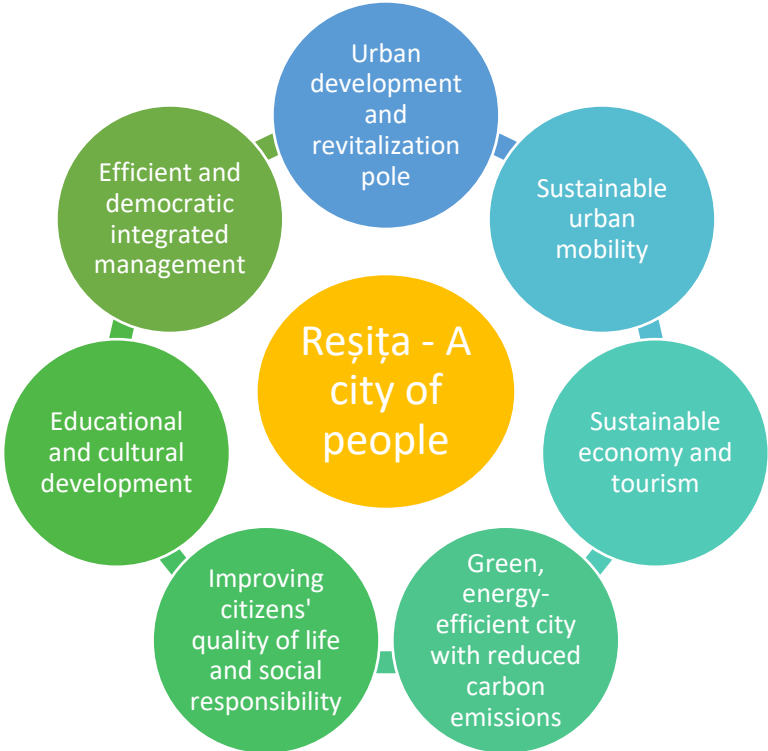 Urban
development
and
revitalization
pole
Sustainable
urban
mobility
Sustainable
economy and
tourism
Green,
energy-
efficient city
with reduced
carbon
emissions
Improving
citizens'
quality of life
and social
responsibility
Educational
and cultural
development
Efficient and
democratic
integrated
management
Reșița - A
city of
people